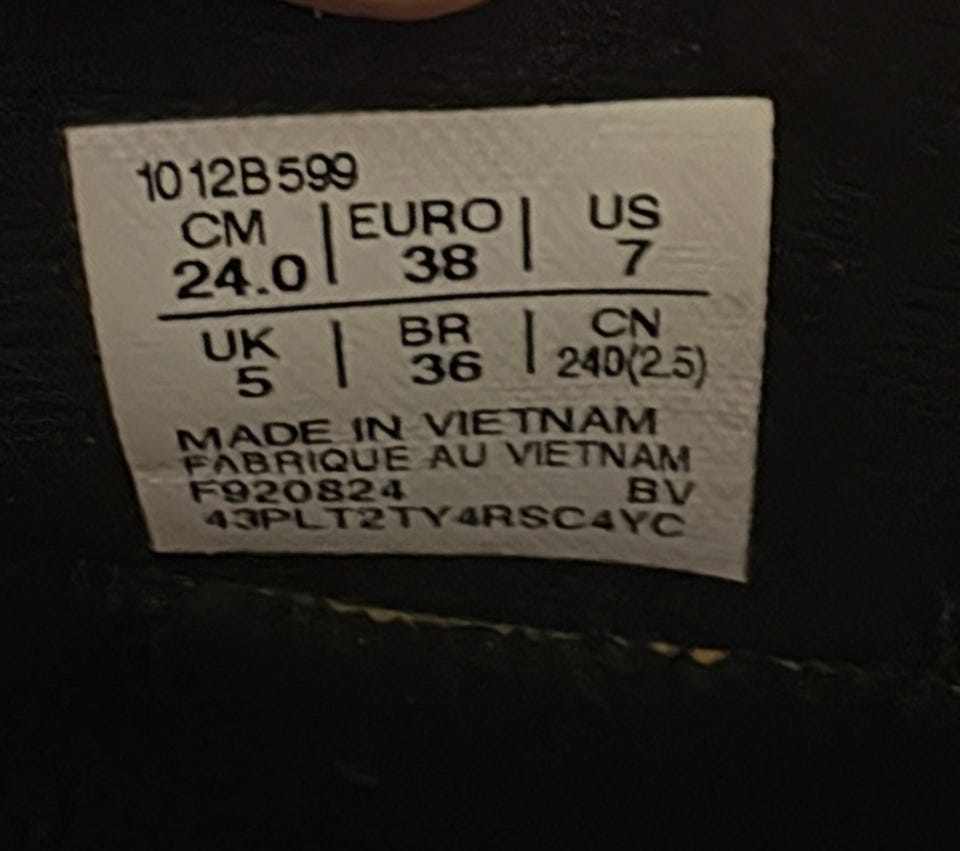 1012B599
CM | EURO | US
24.0 | 38 | 7
UK | BR | CN
5 | 36 | 240(2.5)
MADE IN VIETNAM
FABRIQUE AU VIETNAM
F920824 BV
43PLT2TY4RSC4YC